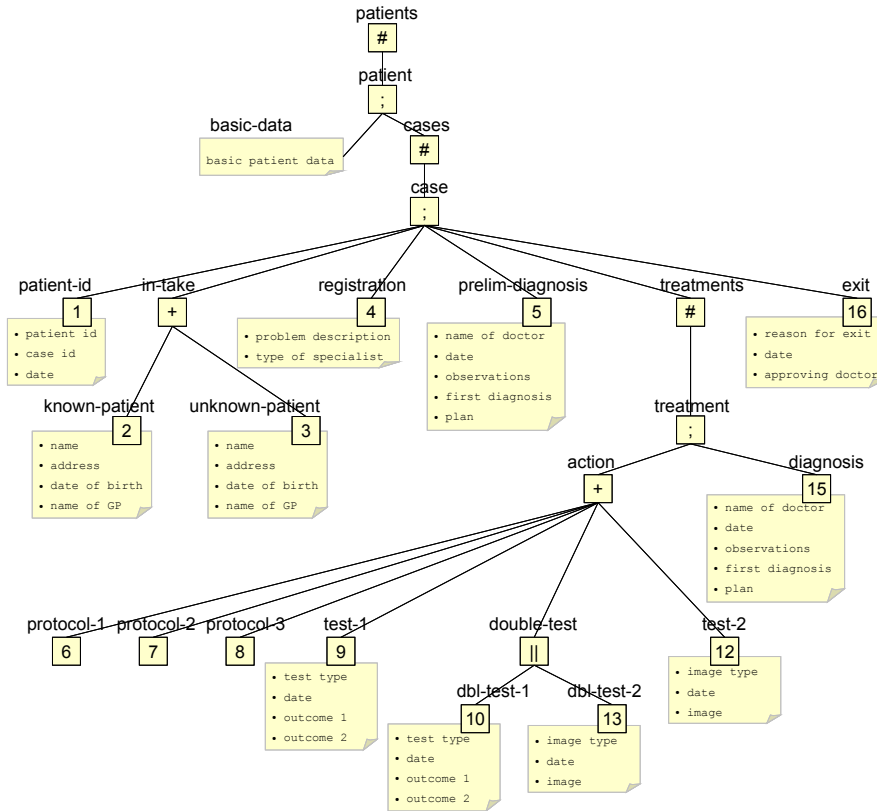 patients
#
patient
;
basic-data
basic patient data
cases
#
case
;
patient-id
1
• patient id
• case id
• date
in-take
+
registration
4
• problem description
• type of specialist
prelim-diagnosis
5
• name of doctor
• date
• observations
• first diagnosis
• plan
treatments
#
exit
16
• reason for exit
• date
• approving doctor
known-patient
2
• name
• address
• date of birth
• name of GP
unknown-patient
3
• name
• address
• date of birth
• name of GP
treatment
;
action
+
diagnosis
15
• name of doctor
• date
• observations
• first diagnosis
• plan
protocol-1
6
protocol-2
7
protocol-3
8
test-1
9
• test type
• date
• outcome 1
• outcome 2
double-test
||
test-2
12
• image type
• date
• image
dbl-test-1
10
• test type
• date
• outcome 1
• outcome 2
dbl-test-2
13
• image type
• date
• image